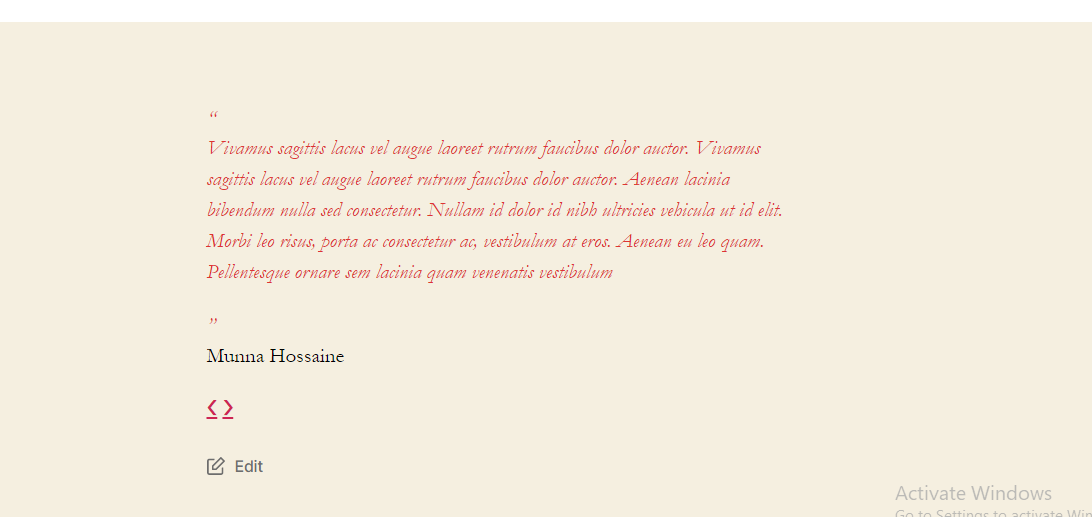 “
Vivamus sagittis lacus vel augue laoreet rutrum faucibus dolor auctor. Vivamus
sagittis lacus vel augue laoreet rutrum faucibus dolor auctor. Aenean lacinia
bibendum nulla sed consectetur. Nullam id dolor id nibh ultricies vehicula ut id elit.
Morbi leo risus, porta ac consectetur ac, vestibulum at eros. Aenean eu leo quam.
Pellentesque ornare sem lacinia quam venenatis vestibulum
”
Munna Hossaine
Edit
Activate Windows
Go to Settings to activate